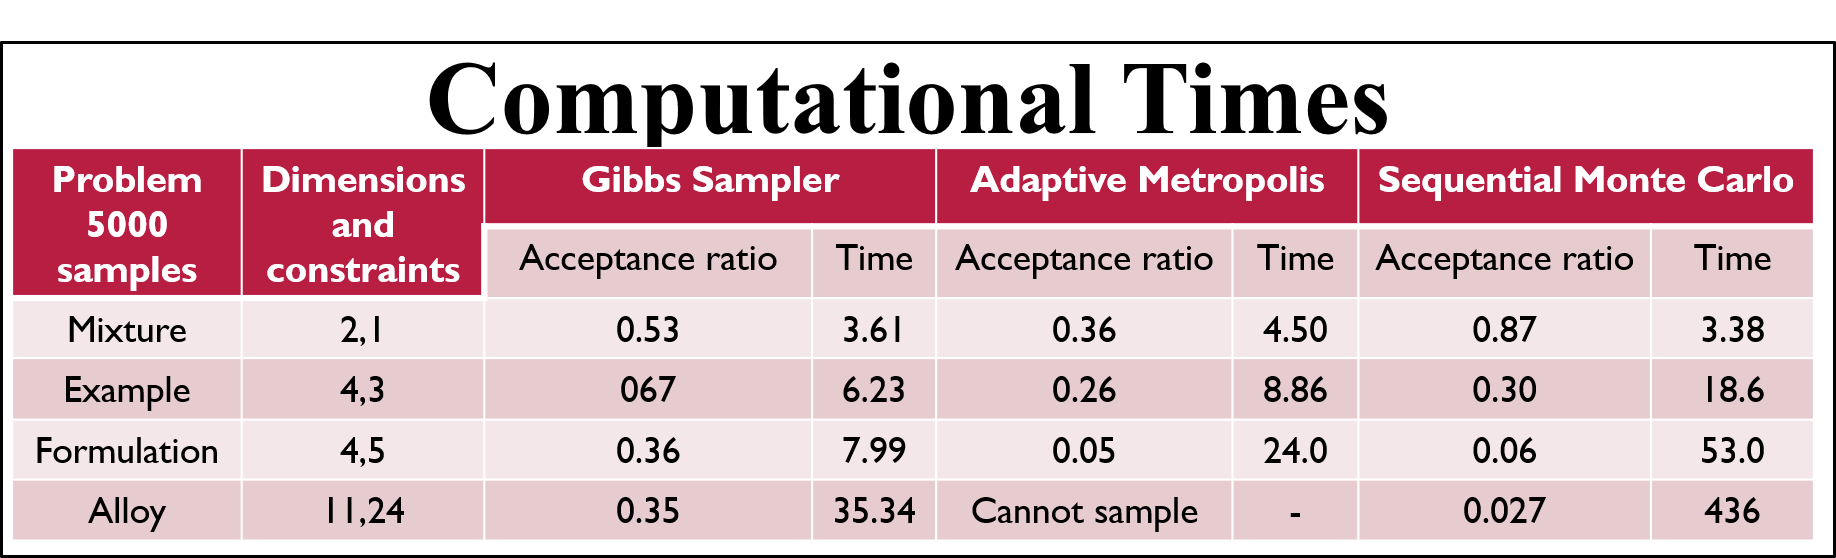 Computational Times
Problem 5000 samples Dimensions and constraints Gibbs Sampler Adaptive Metropolis Sequential Monte Carlo
Acceptance ratio Time Acceptance ratio Time Acceptance ratio Time
Mixture 2,1 0.53 3.61 0.36 4.50 0.87 3.38
Example 4,3 067 6.23 0.26 8.86 0.30 18.6
Formulation 4,5 0.36 7.99 0.05 24.0 0.06 53.0
Alloy 11,24 0.35 35.34 Cannot sample - 0.027 436